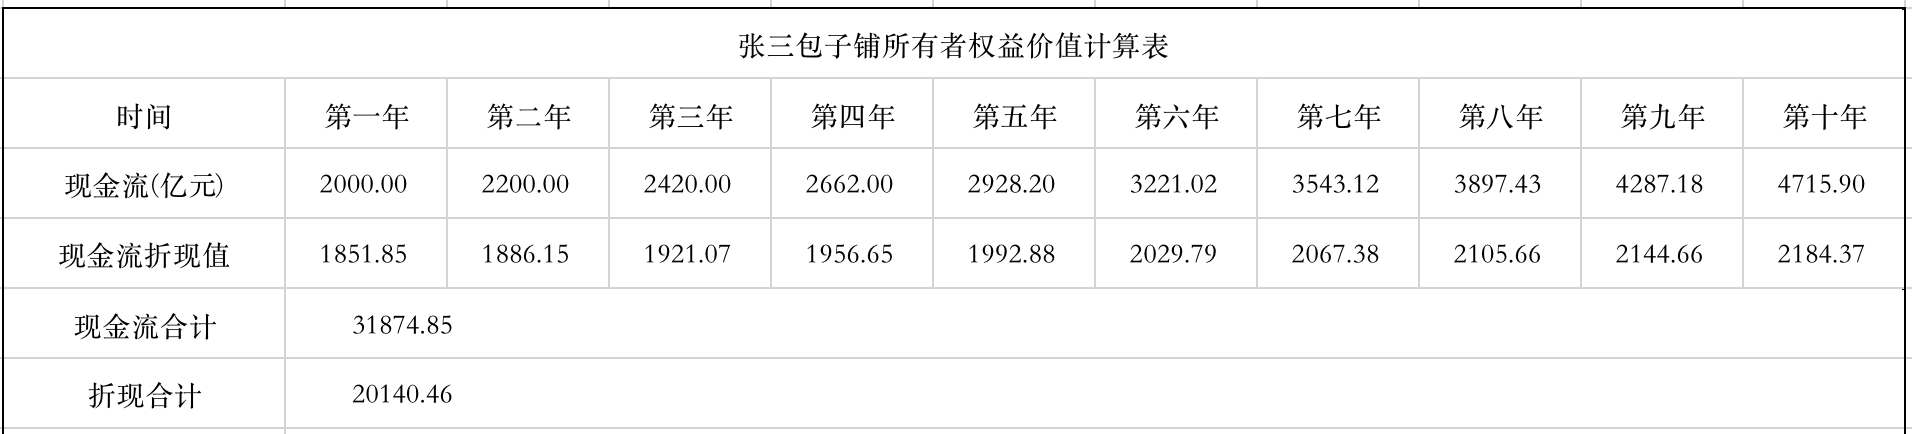 张三包子铺所有者权益价值计算表
时间 第一年 第二年 第三年 第四年 第五年 第六年 第七年 第八年 第九年 第十年
现金流(亿元) 2000.00 2200.00 2420.00 2662.00 2928.20 3221.02 3543.12 3897.43 4287.18 4715.90
现金流折现值 1851.85 1886.15 1921.07 1956.65 1992.88 2029.79 2067.38 2105.66 2144.66 2184.37
现金流合计 31874.85
折现合计 20140.46